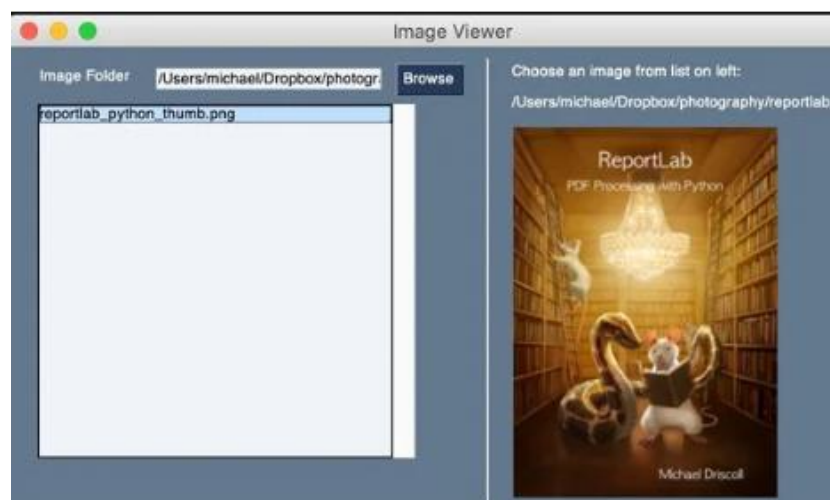 Image Viewer
Image Folder
/Users/michael/Dropbox/photogr
Browse
reportlab_python_thumb.png
Choose an image from list on left:
/Users/michael/Dropbox/photography/reportlab
ReportLab
PDF Processing with Python
Michael Driscoll